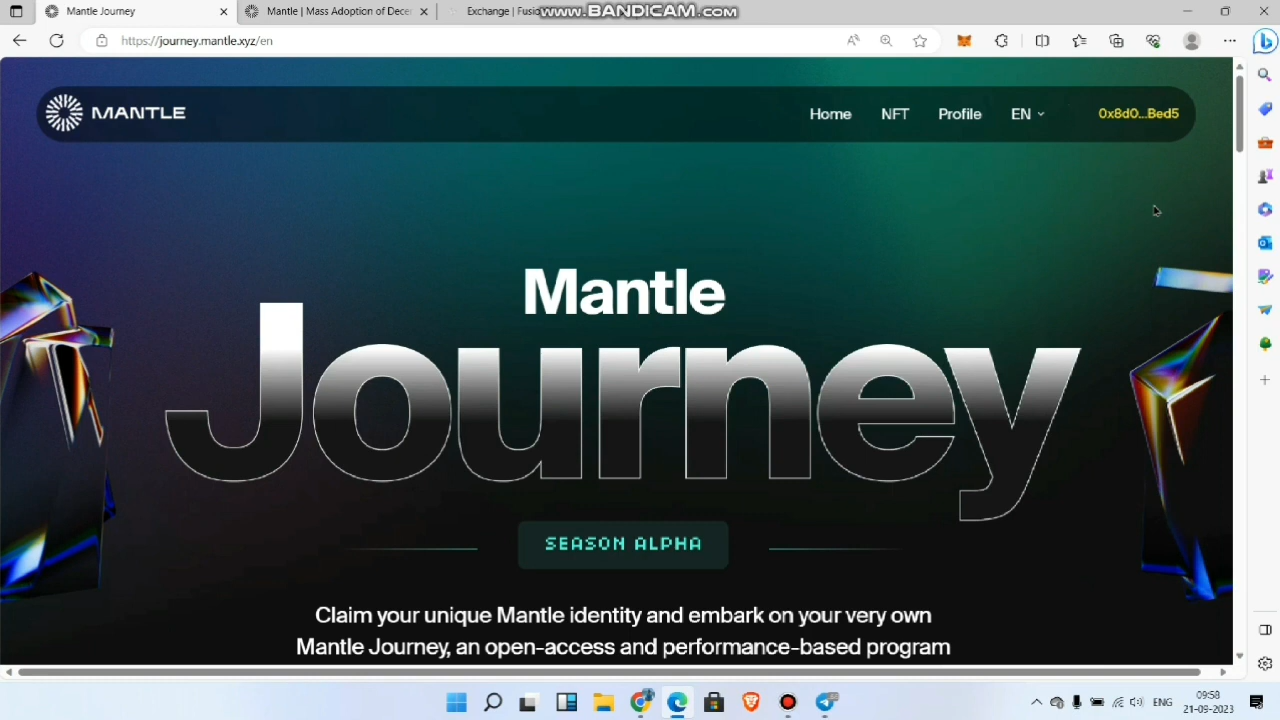 www.BANDICAM.com
Mantle Journey
Mantle | Mass Adoption of Dece
Exchange | Fusio
https://journey.mantle.xyz/en
MANTLE
Home
NFT
Profile
EN
0x8d0...Bed5
Mantle
Journey
SEASON ALPHA
Claim your unique Mantle identity and embark on your very own
Mantle Journey, an open-access and performance-based program
ENG
09:58
21-09-2023